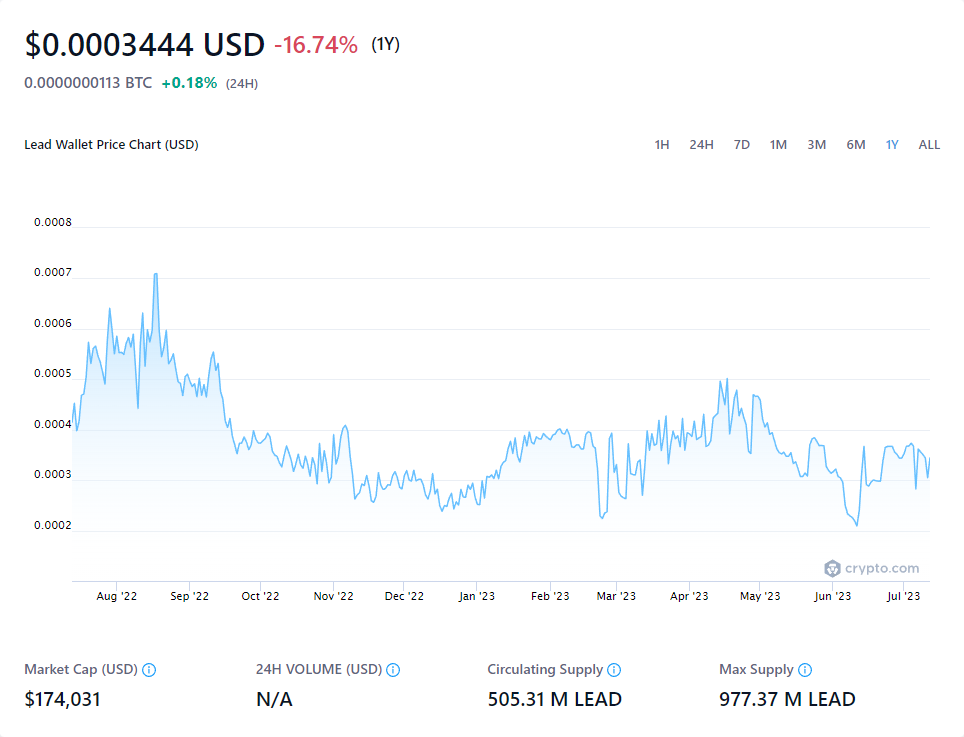 $0.0003444 USD -16.74% (1Y)
0.0000000113 BTC +0.18% (24H)
Lead Wallet Price Chart (USD) 1H 24H 7D 1M 3M 6M 1Y ALL
0.0008
0.0007
0.0006
0.0005
0.0004
0.0003
0.0002
crypto.com
Aug '22 Sep '22 Oct '22 Nov '22 Dec '22 Jan '23 Feb '23 Mar '23 Apr '23 May '23 Jun '23 Jul '23
Market Cap (USD) 24H VOLUME (USD) Circulating Supply Max Supply
$174,031 N/A 505.31 M LEAD 977.37 M LEAD